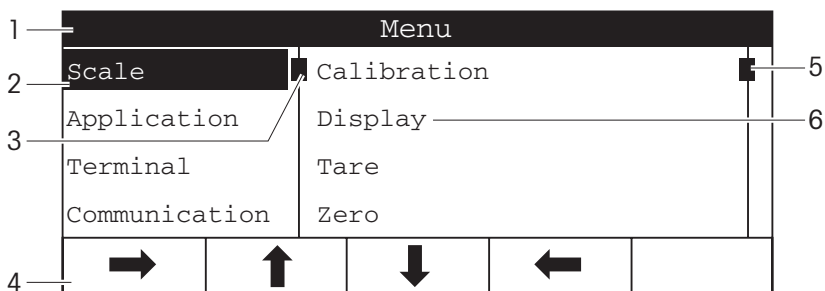 1 Menu
2 Scale Calibration 5
3 Application Display 6
Terminal Tare
Communication Zero
4